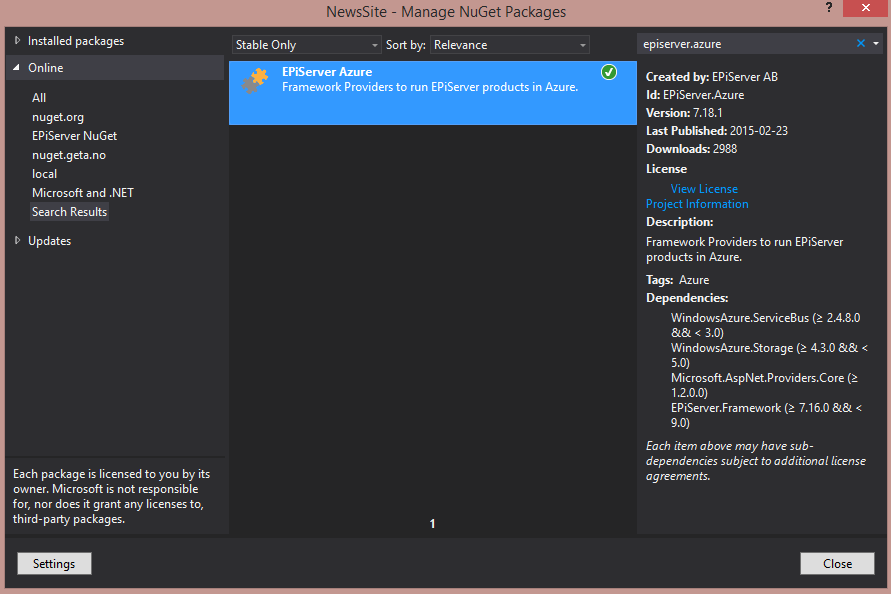 NewsSite - Manage NuGet Packages
?
Installed packages
Online
All
nuget.org
EPiServer NuGet
nuget.geta.no
local
Microsoft and .NET
Search Results
Updates
Each package is licensed to you by its
owner. Microsoft is not responsible
for, nor does it grant any licenses to,
third-party packages.
Settings
Stable Only
Sort by:
Relevance
EPiServer Azure
Framework Providers to run EPiServer products in Azure.
1
episerver.azure
Created by: EPiServer AB
Id: EPiServer.Azure
Version: 7.18.1
Last Published: 2015-02-23
Downloads: 2988
License
View License
Project Information
Description:
Framework Providers to run EPiServer
products in Azure.
Tags: Azure
Dependencies:
WindowsAzure.ServiceBus (≥ 2.4.8.0
&& < 3.0)
WindowsAzure.Storage (≥ 4.3.0 && <
5.0)
Microsoft.AspNet.Providers.Core (≥
1.2.0.0)
EPiServer.Framework (≥ 7.16.0 && <
9.0)
Each item above may have sub-
dependencies subject to additional license
agreements.
Close